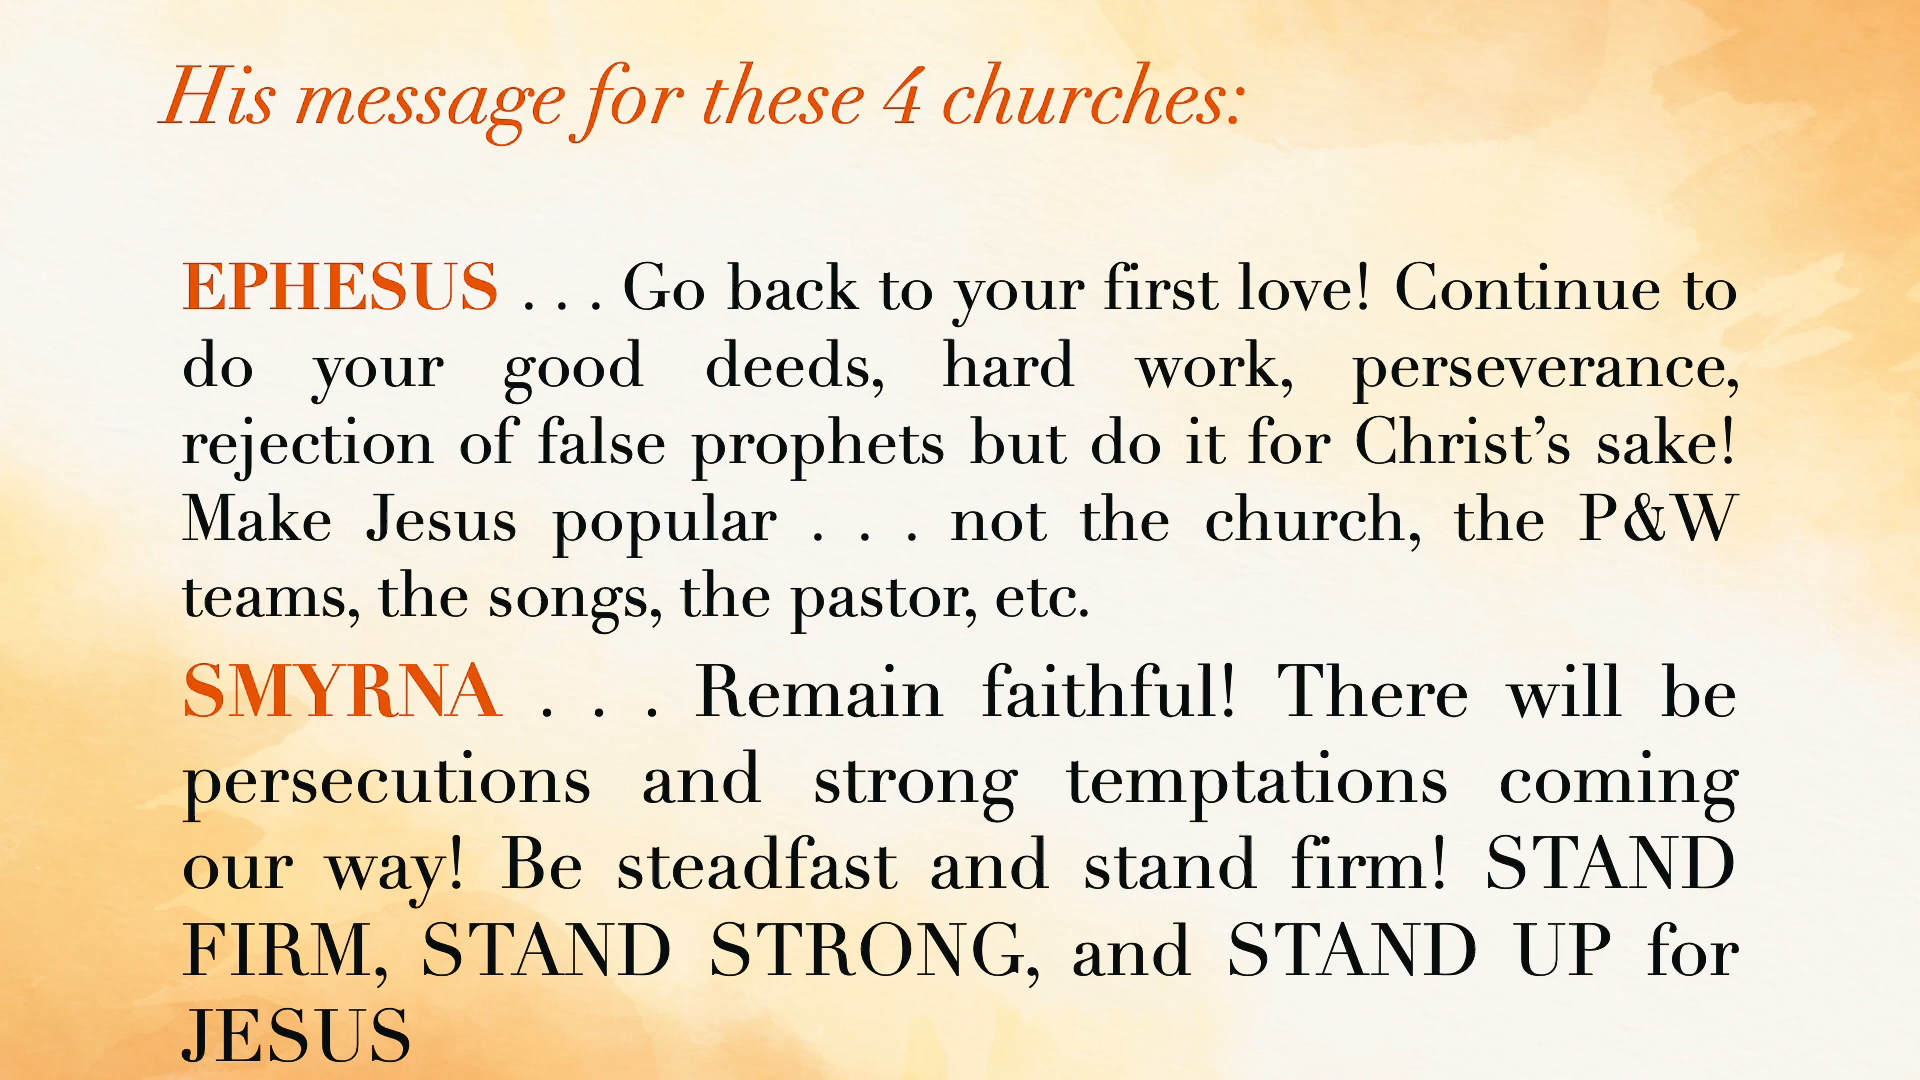 His message for these 4 churches:
EPHESUS . . . Go back to your first love! Continue to
do your good deeds, hard work, perseverance,
rejection of false prophets but do it for Christ’s sake!
Make Jesus popular . . . not the church, the P&W
teams, the songs, the pastor, etc.
SMYRNA . . . Remain faithful! There will be
persecutions and strong temptations coming
our way! Be steadfast and stand firm! STAND
FIRM, STAND STRONG, and STAND UP for
JESUS